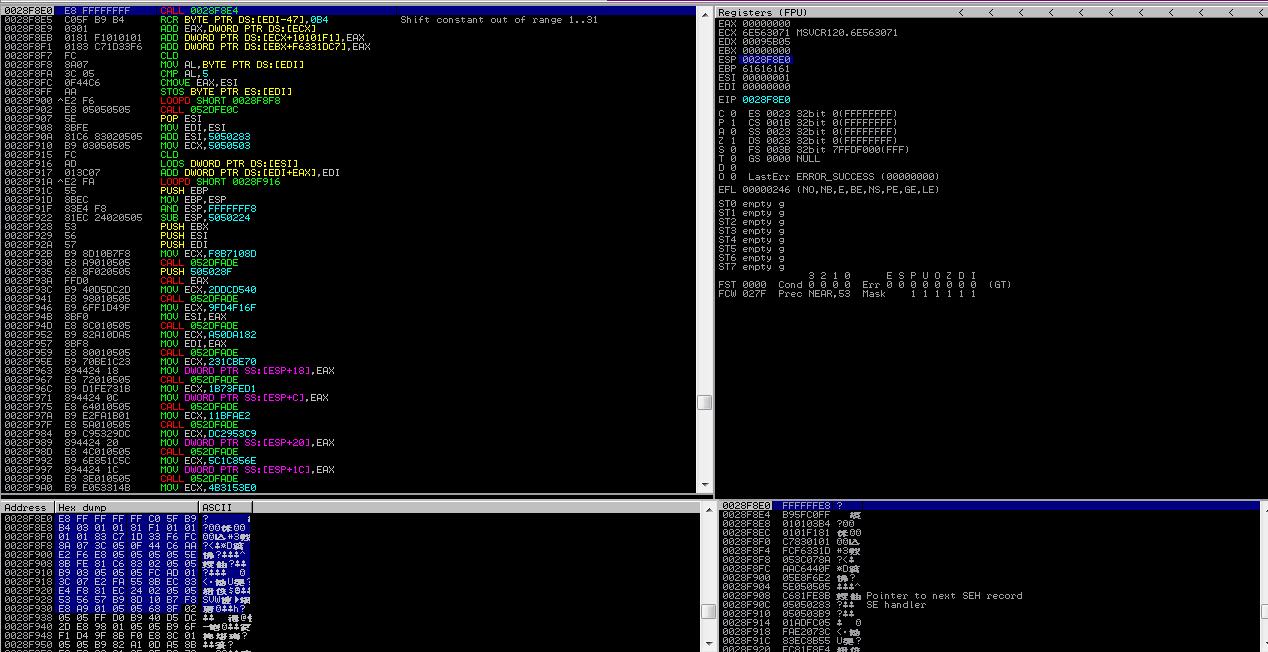 0028F8E0 E8 FFFFFFFF CALL 0028F8E4
0028F8E5 C05F B9 B4 RCR BYTE PTR DS:[EDI-47],0B4 Shift constant out of range 1..31
0028F8E9 0301 ADD EAX,DWORD PTR DS:[ECX]
0028F8EB 0181 F1010101 ADD DWORD PTR DS:[ECX+10101F1],EAX
0028F8F1 0183 C71D33F6 ADD DWORD PTR DS:[EBX+F6331DC7],EAX
0028F8F7 FC CLD
0028F8F8 8A07 MOV AL,BYTE PTR DS:[EDI]
0028F8FA 3C 05 CMP AL,5
0028F8FC 0F44C6 CMOVE EAX,ESI
0028F8FF AA STOS BYTE PTR ES:[EDI]
0028F900 ^E2 F6 LOOPD SHORT 0028F8F8
0028F902 E8 05050505 CALL 052DFE0C
0028F907 5E POP ESI
0028F908 8BFE MOV EDI,ESI
0028F90A 81C6 83020505 ADD ESI,5050283
0028F910 B9 03050505 MOV ECX,5050503
0028F915 FC CLD
0028F916 AD LODS DWORD PTR DS:[ESI]
0028F917 013C07 ADD DWORD PTR DS:[EDI+EAX],EDI
0028F91A ^E2 FA LOOPD SHORT 0028F916
0028F91C 55 PUSH EBP
0028F91D 8BEC MOV EBP,ESP
0028F91F 83E4 F8 AND ESP,FFFFFFF8
0028F922 81EC 24020505 SUB ESP,5050224
0028F928 53 PUSH EBX
0028F929 56 PUSH ESI
0028F92A 57 PUSH EDI
0028F92B B9 8D10B7F8 MOV ECX,F8B7108D
0028F930 E8 A9010505 CALL 052DFADE
0028F935 68 8F020505 PUSH 505028F
0028F93A FFD0 CALL EAX
0028F93C B9 40D5DC2D MOV ECX,2DDCD540
0028F941 E8 98010505 CALL 052DFADE
0028F946 B9 6FF1D49F MOV ECX,9FD4F16F
0028F94B 8BF0 MOV ESI,EAX
0028F94D E8 8C010505 CALL 052DFADE
0028F952 B9 82A10DA5 MOV ECX,A50DA182
0028F957 8BF8 MOV EDI,EAX
0028F959 E8 80010505 CALL 052DFADE
0028F95E B9 70BE1C23 MOV ECX,231CBE70
0028F963 894424 18 MOV DWORD PTR SS:[ESP+18],EAX
0028F967 E8 72010505 CALL 052DFADE
0028F96C B9 D1FE731B MOV ECX,1B73FED1
0028F971 894424 0C MOV DWORD PTR SS:[ESP+C],EAX
0028F975 E8 64010505 CALL 052DFADE
0028F97A B9 E2FA1B01 MOV ECX,11BFAE2
0028F97F E8 5A010505 CALL 052DFADE
0028F984 B9 C95329DC MOV ECX,DC2953C9
0028F989 894424 20 MOV DWORD PTR SS:[ESP+20],EAX
0028F98D E8 4C010505 CALL 052DFADE
0028F992 B9 6E851C5C MOV ECX,5C1C856E
0028F997 894424 1C MOV DWORD PTR SS:[ESP+1C],EAX
0028F99B E8 3E010505 CALL 052DFADE
0028F9A0 B9 E053314B MOV ECX,4B3153E0
Registers (FPU) < < < < < < < < < < <
EAX 00000000
ECX 6E563071 MSVCR120.6E563071
EDX 00095B05
EBX 00000000
ESP 0028F8E0
EBP 61616161
ESI 00000001
EDI 00000000
EIP 0028F8E0
C 0 ES 0023 32bit 0(FFFFFFFF)
P 1 CS 001B 32bit 0(FFFFFFFF)
A 0 SS 0023 32bit 0(FFFFFFFF)
Z 1 DS 0023 32bit 0(FFFFFFFF)
S 0 FS 003B 32bit 7FFDF000(FFF)
T 0 GS 0000 NULL
D 0
O 0 LastErr ERROR_SUCCESS (00000000)
EFL 00000246 (NO,NB,E,BE,NS,PE,GE,LE)
ST0 empty g
ST1 empty g
ST2 empty g
ST3 empty g
ST4 empty g
ST5 empty g
ST6 empty g
ST7 empty g
3 2 1 0 E S P U O Z D I
FST 0000 Cond 0 0 0 0 Err 0 0 0 0 0 0 0 0 (GT)
FCW 027F Prec NEAR,53 Mask 1 1 1 1 1 1
Address Hex dump ASCII
0028F8E0 E8 FF FF FF FF C0 5F B9
0028F8E8 B4 03 01 01 81 F1 01 01
0028F8F0 01 01 83 C7 1D 33 F6 FC
0028F8F8 8A 07 3C 05 0F 44 C6 AA
0028F900 E2 F6 E8 05 05 05 05 5E
0028F908 8B FE 81 C6 83 02 05 05
0028F910 B9 03 05 05 05 FC AD 01
0028F918 3C 07 E2 FA 55 8B EC 83
0028F920 E4 F8 81 EC 24 02 05 05
0028F928 53 56 57 B9 8D 10 B7 F8
0028F930 E8 A9 01 05 05 68 8F 02
0028F938 05 05 FF D0 B9 40 D5 DC
0028F940 2D E8 98 01 05 05 B9 6F
0028F948 F1 D4 9F 8B F0 E8 8C 01
0028F950 05 05 B9 82 A1 0D A5 8B
0028F8E0 FFFFFFE8
0028F8E4 B95FC0FF
0028F8E8 010103B4
0028F8EC 0101F181
0028F8F0 C7830101
0028F8F4 FCF6331D
0028F8F8 053C078A
0028F8FC AAC6440F
0028F900 05E8F6E2
0028F904 5E050505
0028F908 C681FE8B Pointer to next SEH record
0028F90C 05050283 SE handler
0028F910 050503B9
0028F914 01ADFC05
0028F918 FAE2073C
0028F91C 83EC8B55
0028F920 EC81F8E4